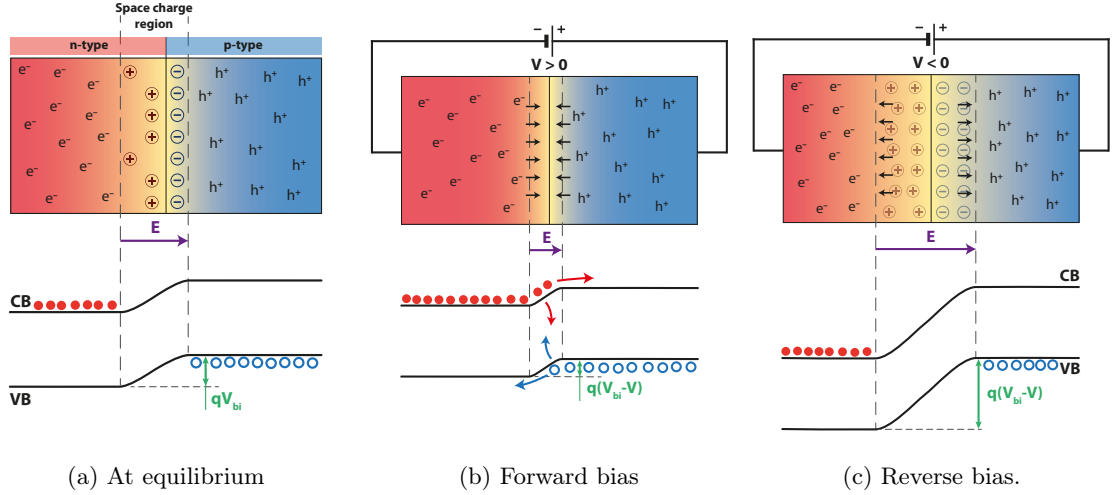 Space charge
region
n-type p-type
e⁻ e⁻ e⁻ + − h⁺ h⁺
e⁻ e⁻ + − h⁺ h⁺ h⁺
e⁻ e⁻ + − h⁺ h⁺
e⁻ e⁻ e⁻ + − h⁺
e⁻ e⁻ + − h⁺ h⁺ h⁺
e⁻ e⁻ + − h⁺ h⁺
E
CB
VB
qV_bi
(a) At equilibrium
− +
V > 0
e⁻ e⁻ e⁻ h⁺ h⁺
e⁻ e⁻ h⁺ h⁺ h⁺
e⁻ e⁻ e⁻ h⁺ h⁺
e⁻ e⁻ h⁺ h⁺
e⁻ e⁻ e⁻ h⁺ h⁺ h⁺
E
q(V_bi-V)
(b) Forward bias
− +
V < 0
e⁻ e⁻ e⁻ + + − − h⁺ h⁺
e⁻ e⁻ + + − − h⁺ h⁺
e⁻ e⁻ + + − − h⁺ h⁺
e⁻ e⁻ + + − − h⁺ h⁺
e⁻ e⁻ + + − − h⁺ h⁺
e⁻ e⁻ + + − − h⁺ h⁺
E
CB
VB
q(V_bi-V)
(c) Reverse bias.